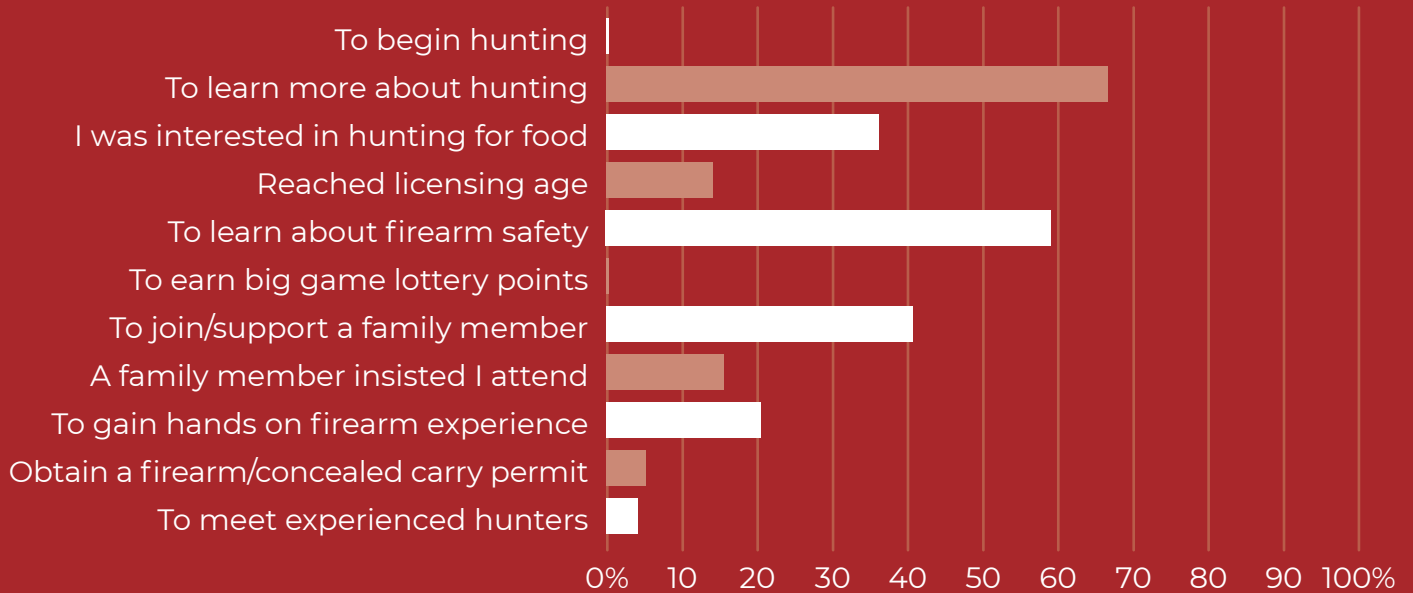 To begin hunting
To learn more about hunting
I was interested in hunting for food
Reached licensing age
To learn about firearm safety
To earn big game lottery points
To join/support a family member
A family member insisted I attend
To gain hands on firearm experience
Obtain a firearm/concealed carry permit
To meet experienced hunters
0% 10 20 30 40 50 60 70 80 90 100%